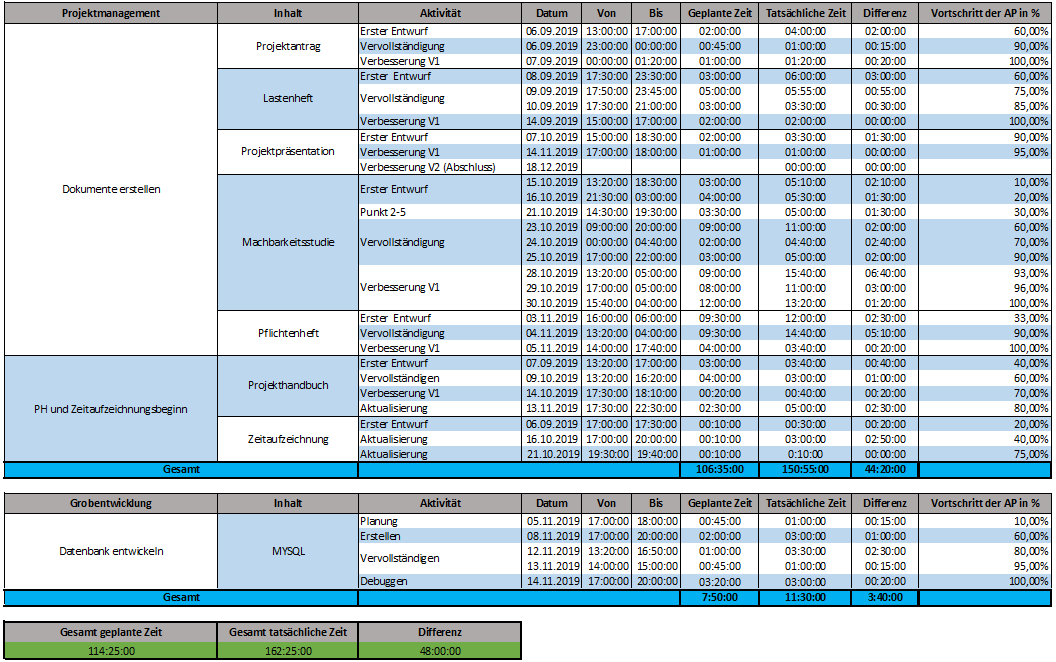 Projektmanagement Inhalt Aktivität Datum Von Bis Geplante Zeit Tatsächliche Zeit Differenz Vortschritt der AP in %
Dokumente erstellen
Projektantrag
Erster Entwurf 06.09.2019 13:00:00 17:00:00 02:00:00 04:00:00 02:00:00 60,00%
Vervollständigung 06.09.2019 23:00:00 00:00:00 00:45:00 01:00:00 00:15:00 90,00%
Verbesserung V1 07.09.2019 00:00:00 01:20:00 01:00:00 01:20:00 00:20:00 100,00%
Lastenheft
Erster Entwurf 08.09.2019 17:30:00 23:30:00 03:00:00 06:00:00 03:00:00 60,00%
Vervollständigung
09.09.2019 17:50:00 23:45:00 05:00:00 05:55:00 00:55:00 75,00%
10.09.2019 17:30:00 21:00:00 03:00:00 03:30:00 00:30:00 85,00%
Verbesserung V1 14.09.2019 15:00:00 17:00:00 02:00:00 02:00:00 00:00:00 100,00%
Projektpräsentation
Erster Entwurf 07.10.2019 15:00:00 18:30:00 02:00:00 03:30:00 01:30:00 90,00%
Verbesserung V1 14.11.2019 17:00:00 18:00:00 01:00:00 01:00:00 00:00:00 95,00%
Verbesserung V2 (Abschluss) 18.12.2019 00:00:00 00:00:00
Machbarkeitsstudie
Erster Entwurf
15.10.2019 13:20:00 18:30:00 03:00:00 05:10:00 02:10:00 10,00%
16.10.2019 21:30:00 03:00:00 04:00:00 05:30:00 01:30:00 20,00%
Punkt 2-5 21.10.2019 14:30:00 19:30:00 03:30:00 05:00:00 01:30:00 30,00%
Vervollständigung
23.10.2019 09:00:00 20:00:00 09:00:00 11:00:00 02:00:00 60,00%
24.10.2019 00:00:00 04:40:00 02:00:00 04:40:00 02:40:00 70,00%
25.10.2019 17:00:00 22:00:00 03:00:00 05:00:00 02:00:00 90,00%
Verbesserung V1
28.10.2019 13:20:00 05:00:00 09:00:00 15:40:00 06:40:00 93,00%
29.10.2019 17:00:00 05:00:00 08:00:00 11:00:00 03:00:00 96,00%
30.10.2019 15:40:00 04:00:00 12:00:00 13:20:00 01:20:00 100,00%
Pflichtenheft
Erster Entwurf 03.11.2019 16:00:00 06:00:00 09:30:00 12:00:00 02:30:00 33,00%
Vervollständigung 04.11.2019 13:20:00 04:00:00 09:30:00 14:40:00 05:10:00 90,00%
Verbesserung V1 05.11.2019 14:00:00 17:40:00 04:00:00 03:40:00 00:20:00 100,00%
PH und Zeitaufzeichnungsbeginn
Projekthandbuch
Erster Entwurf 07.09.2019 13:20:00 17:00:00 03:00:00 03:40:00 00:40:00 40,00%
Vervollständigen 09.10.2019 13:20:00 16:20:00 04:00:00 03:00:00 01:00:00 60,00%
Verbesserung V1 14.10.2019 17:30:00 18:10:00 00:20:00 00:40:00 00:20:00 70,00%
Aktualisierung 13.11.2019 17:30:00 22:30:00 02:30:00 05:00:00 02:30:00 80,00%
Zeitaufzeichnung
Erster Entwurf 06.09.2019 17:00:00 17:30:00 00:10:00 00:30:00 00:20:00 20,00%
Aktualisierung 16.10.2019 17:00:00 20:00:00 00:10:00 03:00:00 02:50:00 40,00%
Aktualisierung 21.10.2019 19:30:00 19:40:00 00:10:00 0:10:00 00:00:00 75,00%
Gesamt 106:35:00 150:55:00 44:20:00
Grobentwicklung Inhalt Aktivität Datum Von Bis Geplante Zeit Tatsächliche Zeit Differenz Vortschritt der AP in %
Datenbank entwickeln
MYSQL
Planung 05.11.2019 17:00:00 18:00:00 00:45:00 01:00:00 00:15:00 10,00%
Erstellen 08.11.2019 17:00:00 20:00:00 02:00:00 03:00:00 01:00:00 60,00%
Vervollständigen
12.11.2019 13:20:00 16:50:00 01:00:00 03:30:00 02:30:00 80,00%
13.11.2019 14:00:00 15:00:00 00:45:00 01:00:00 00:15:00 95,00%
Debuggen 14.11.2019 17:00:00 20:00:00 03:20:00 03:00:00 00:20:00 100,00%
Gesamt 7:50:00 11:30:00 3:40:00
Gesamt geplante Zeit Gesamt tatsächliche Zeit Differenz
114:25:00 162:25:00 48:00:00